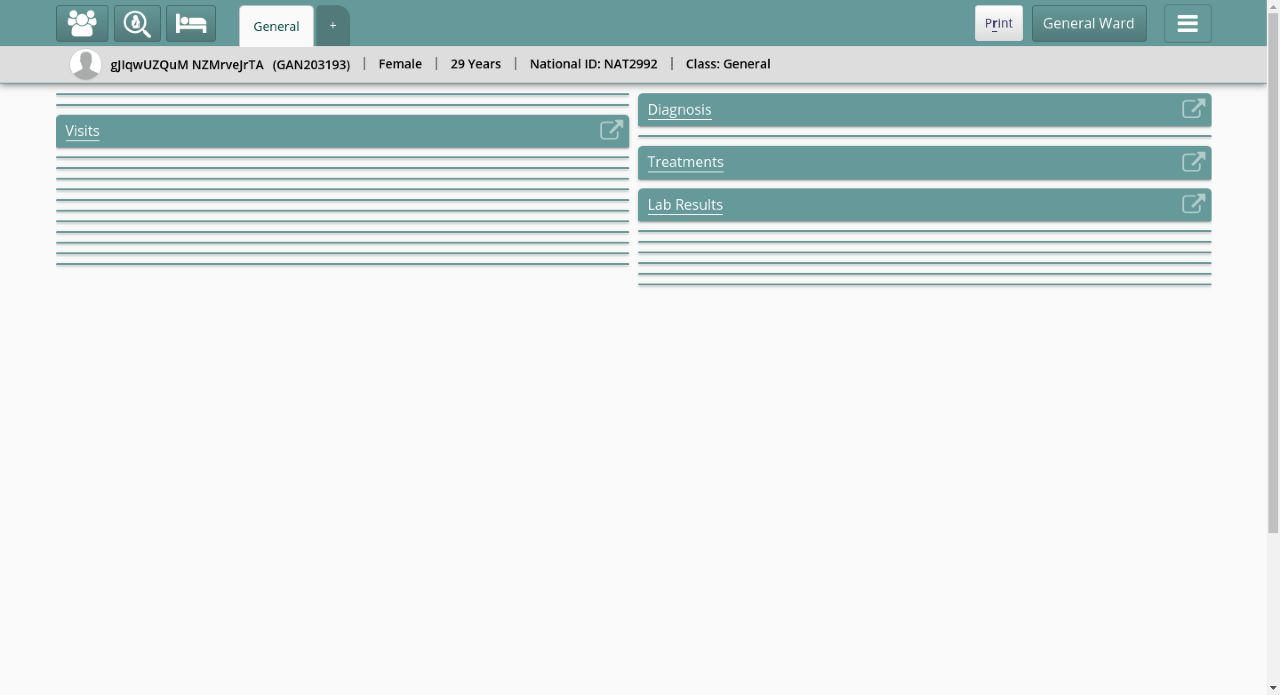 General
+
Print
General Ward
gJIqwUZQuM NZMrveJrTA (GAN203193) | Female | 29 Years | National ID: NAT2992 | Class: General
Visits
Diagnosis
Treatments
Lab Results